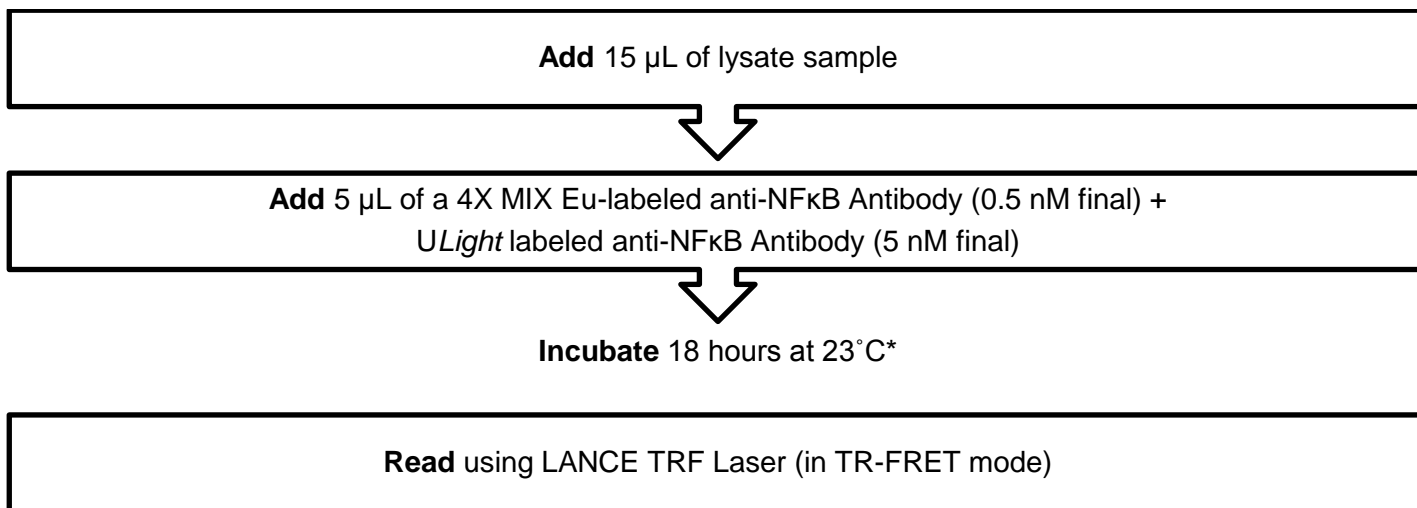 Add 15 µL of lysate sample
Add 5 µL of a 4X MIX Eu-labeled anti-NFκB Antibody (0.5 nM final) +
ULight labeled anti-NFκB Antibody (5 nM final)
Incubate 18 hours at 23˚C*
Read using LANCE TRF Laser (in TR-FRET mode)